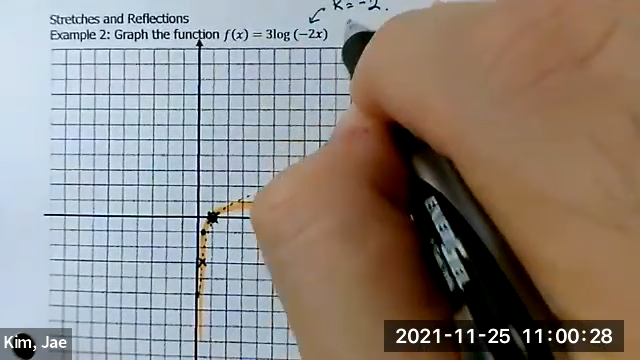 k = -2.
Stretches and Reflections
Example 2: Graph the function f(x) = 3log (−2x)
Kim, Jae
2021-11-25 11:00:28